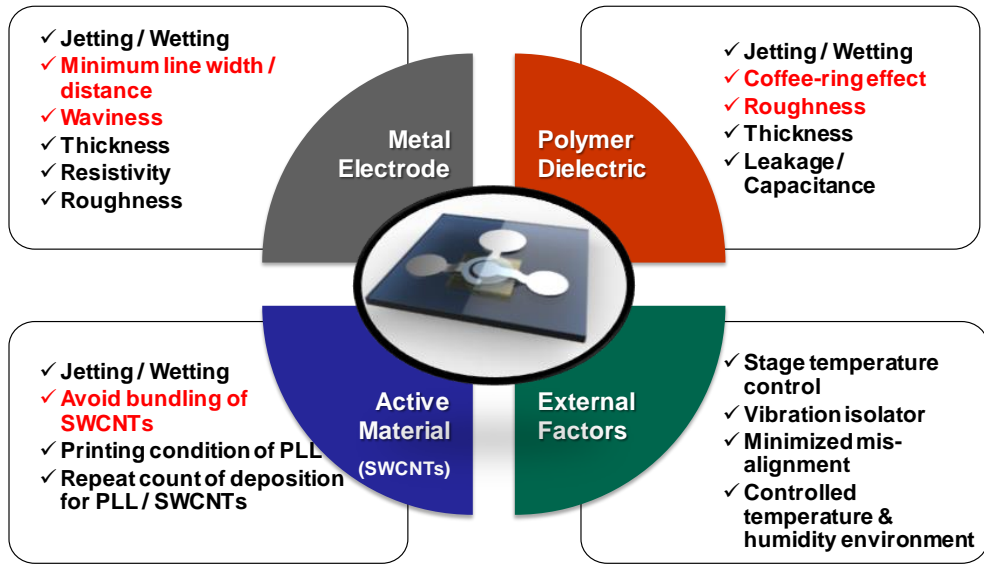 Jetting / Wetting
Minimum line width /
distance
Waviness
Thickness
Resistivity
Roughness
Metal
Electrode
Polymer
Dielectric
Jetting / Wetting
Coffee-ring effect
Roughness
Thickness
Leakage /
Capacitance
Jetting / Wetting
Avoid bundling of
SWCNTs
Printing condition of PLL
Repeat count of deposition
for PLL / SWCNTs
Active
Material
(SWCNTs)
External
Factors
Stage temperature
control
Vibration isolator
Minimized mis-
alignment
Controlled
temperature &
humidity environment